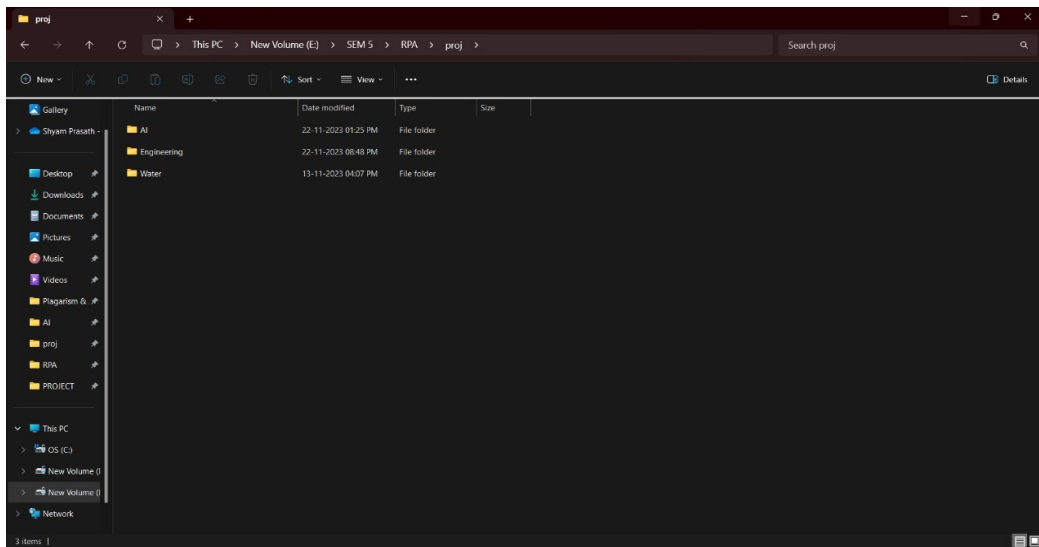 proj
This PC > New Volume (E:) > SEM 5 > RPA > proj >
Search proj
New
Sort
View
Details
Name Date modified Type Size
AI 22-11-2023 01:25 PM File folder
Engineering 22-11-2023 08:48 PM File folder
Water 13-11-2023 04:07 PM File folder
Gallery
Shyam Prasath -
Desktop
Downloads
Documents
Pictures
Music
Videos
Plagarism &
AI
proj
RPA
PROJECT
This PC
OS (C:)
New Volume (
New Volume (
Network
3 items